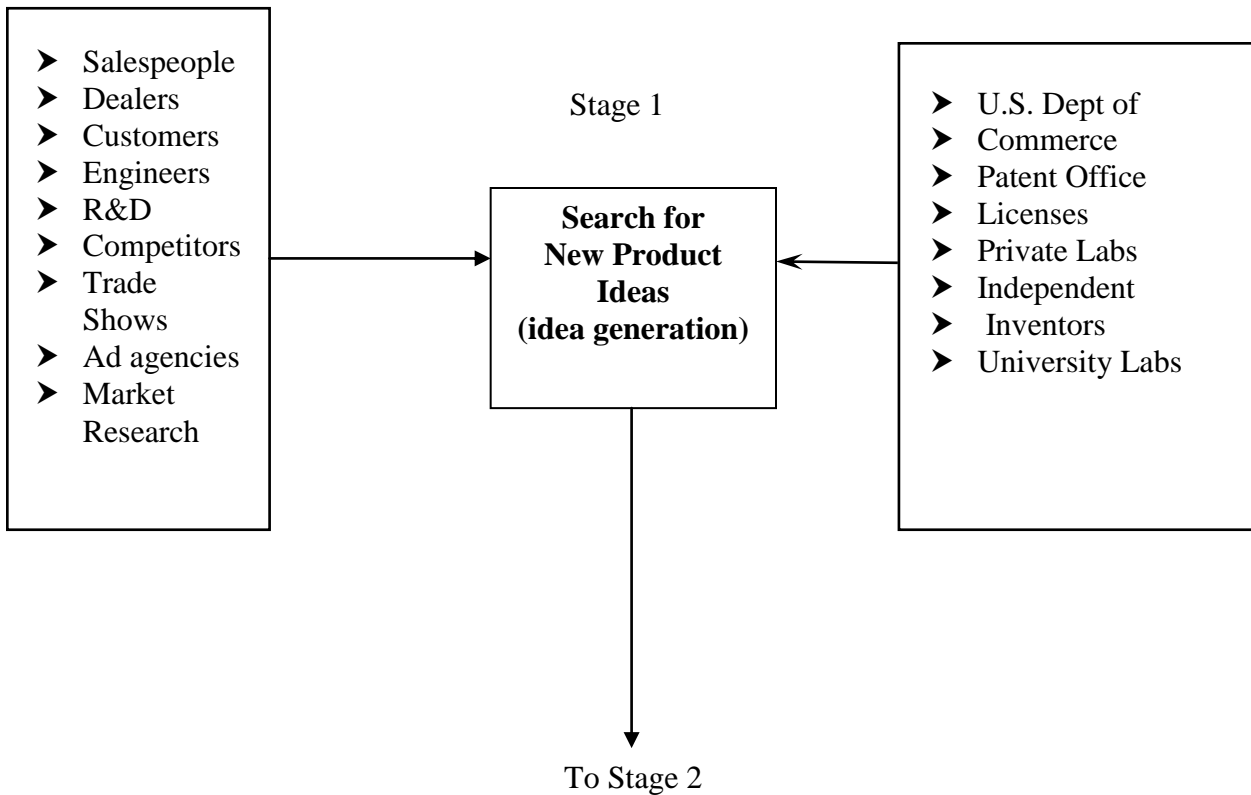 ➤ Salespeople
➤ Dealers
➤ Customers
➤ Engineers
➤ R&D
➤ Competitors
➤ Trade
Shows
➤ Ad agencies
➤ Market
Research
Stage 1
Search for
New Product
Ideas
(idea generation)
➤ U.S. Dept of
➤ Commerce
➤ Patent Office
➤ Licenses
➤ Private Labs
➤ Independent
➤ Inventors
➤ University Labs
To Stage 2